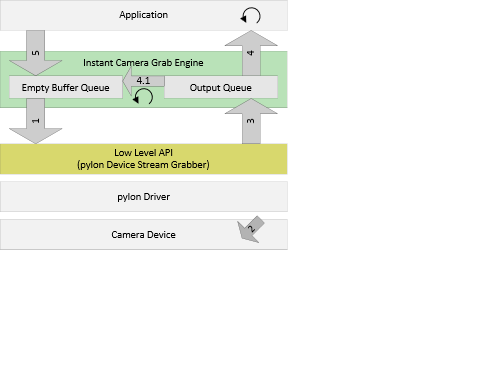 Application
5
4
Instant Camera Grab Engine
4.1
Empty Buffer Queue
Output Queue
1
3
Low Level API
(pylon Device Stream Grabber)
pylon Driver
2
Camera Device